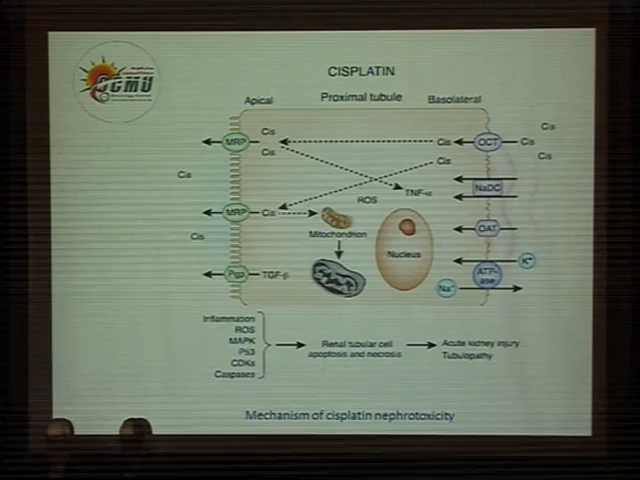 OGMU
CISPLATIN
Apical
Proximal tubule
Basolateral
MRP
Cis
Cis
Cis
Cis
OCT
Cis
Cis
Cis
Cis
NaDC
TNF-α
ROS
MRP
Cis
Cis
Mitochondrion
Nucleus
OAT
Pgp
TGF-β
ATP-
ase
K+
Na+
Inflammation
ROS
MAPK
P53
CDKs
Caspases
Renal tubular cell
apoptosis and necrosis
Acute kidney injury
Tubulopathy
Mechanism of cisplatin nephrotoxicity